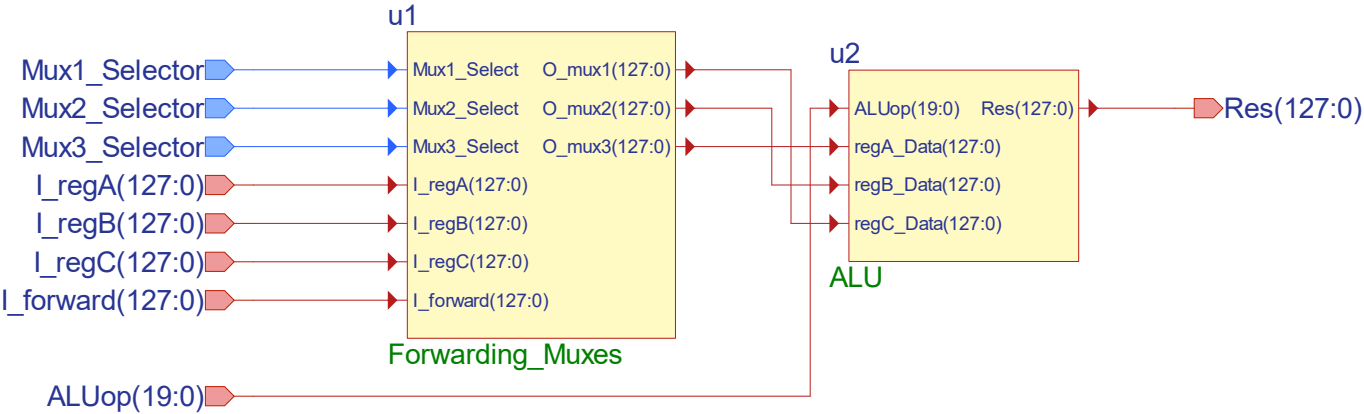 u1
Mux1_Selector
Mux2_Selector
Mux3_Selector
I_regA(127:0)
I_regB(127:0)
I_regC(127:0)
I_forward(127:0)
ALUop(19:0)
Mux1_Select O_mux1(127:0)
Mux2_Select O_mux2(127:0)
Mux3_Select O_mux3(127:0)
I_regA(127:0)
I_regB(127:0)
I_regC(127:0)
I_forward(127:0)
Forwarding_Muxes
u2
ALUop(19:0) Res(127:0)
regA_Data(127:0)
regB_Data(127:0)
regC_Data(127:0)
ALU
Res(127:0)